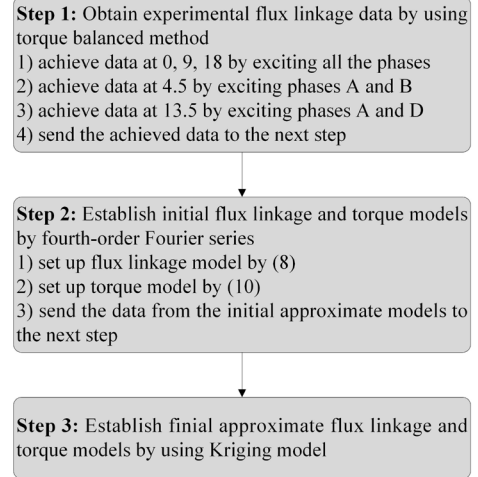 Step 1: Obtain experimental flux linkage data by using
torque balanced method
1) achieve data at 0, 9, 18 by exciting all the phases
2) achieve data at 4.5 by exciting phases A and B
3) achieve data at 13.5 by exciting phases A and D
4) send the achieved data to the next step
Step 2: Establish initial flux linkage and torque models
by fourth-order Fourier series
1) set up flux linkage model by (8)
2) set up torque model by (10)
3) send the data from the initial approximate models to
the next step
Step 3: Establish finial approximate flux linkage and
torque models by using Kriging model